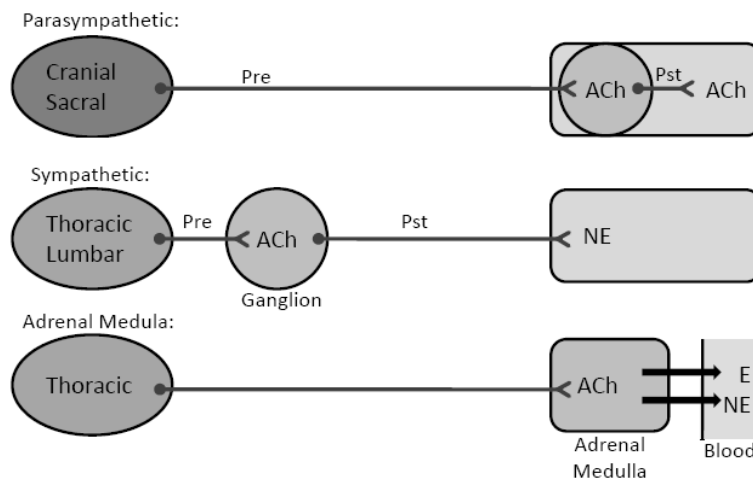 Parasympathetic:
Cranial
Sacral
Pre
ACh
Pst
ACh
Sympathetic:
Thoracic
Lumbar
Pre
ACh
Pst
NE
Ganglion
Adrenal Medula:
Thoracic
ACh
E
NE
Adrenal
Medulla
Blood